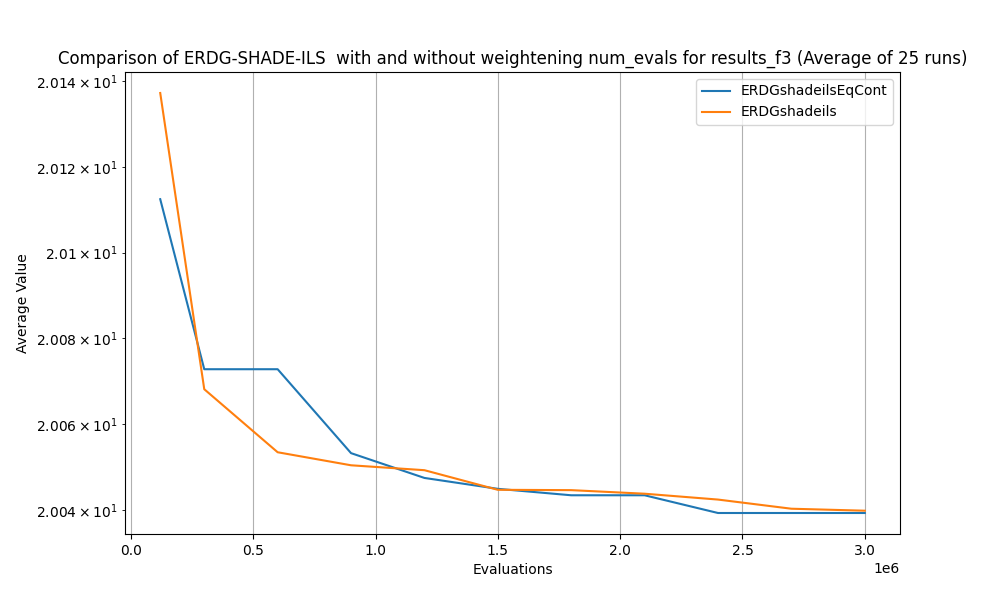 Comparison of ERDG-SHADE-ILS  with and without weightening num_evals for results_f3 (Average of 25 runs)
ERDGshadeilsEqCont
ERDGshadeils
Average Value
2.014 × 10¹
2.012 × 10¹
2.01 × 10¹
2.008 × 10¹
2.006 × 10¹
2.004 × 10¹
0.0 0.5 1.0 1.5 2.0 2.5 3.0
1e6
Evaluations